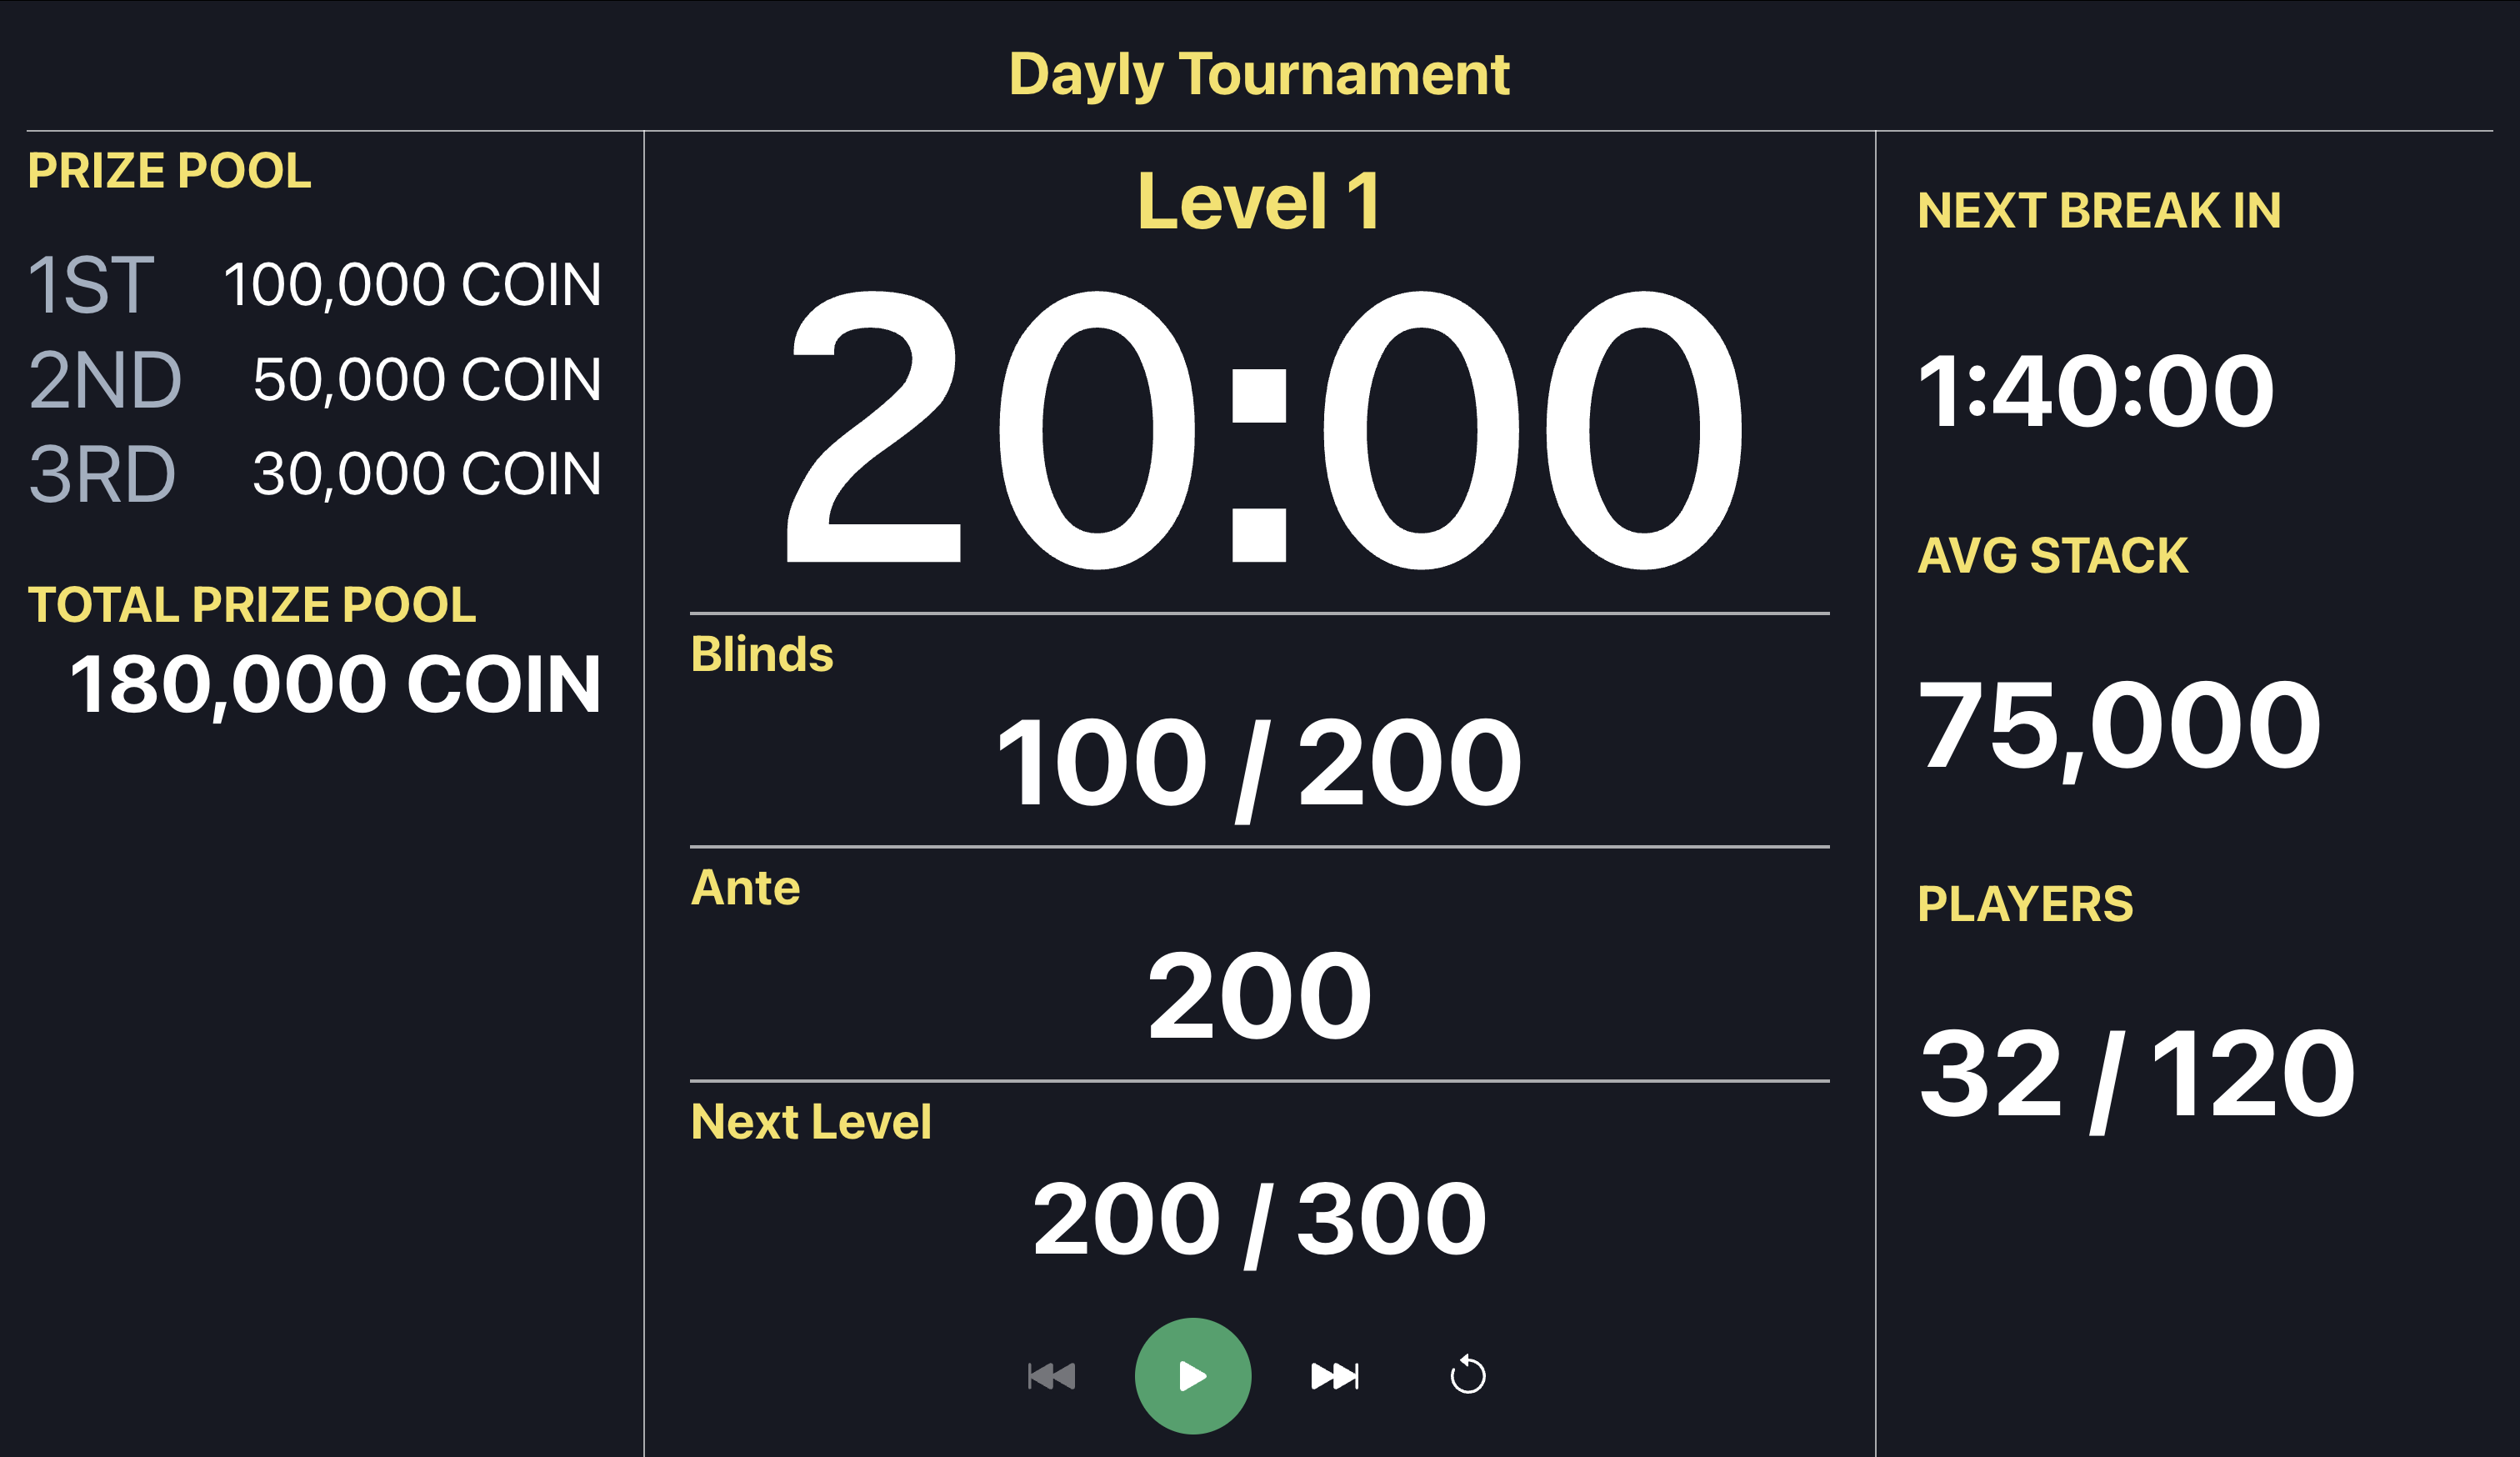 Dayly Tournament
PRIZE POOL
1ST 100,000 COIN
2ND 50,000 COIN
3RD 30,000 COIN
TOTAL PRIZE POOL
180,000 COIN
Level 1
20:00
Blinds
100 / 200
Ante
200
Next Level
200 / 300
NEXT BREAK IN
1:40:00
AVG STACK
75,000
PLAYERS
32 / 120